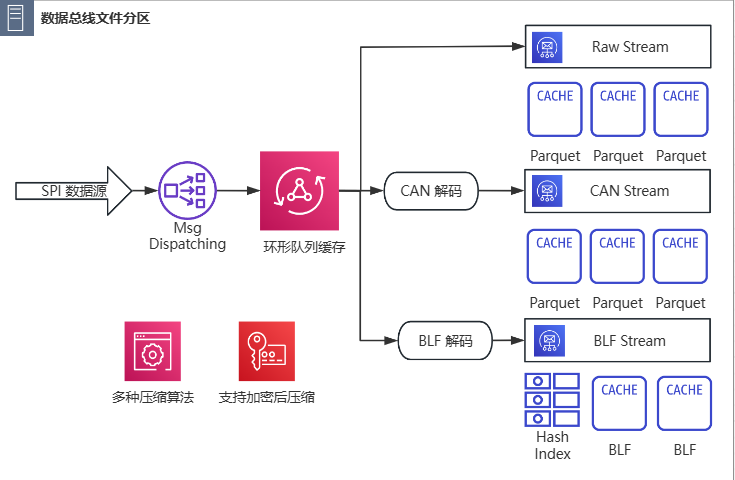 数据总线文件分区
Raw Stream
CACHE CACHE CACHE
Parquet Parquet Parquet
SPI 数据源
Msg
Dispatching
环形队列缓存
CAN 解码
CAN Stream
CACHE CACHE CACHE
Parquet Parquet Parquet
BLF 解码
BLF Stream
多种压缩算法
支持加密后压缩
CACHE CACHE
Hash
Index
BLF BLF